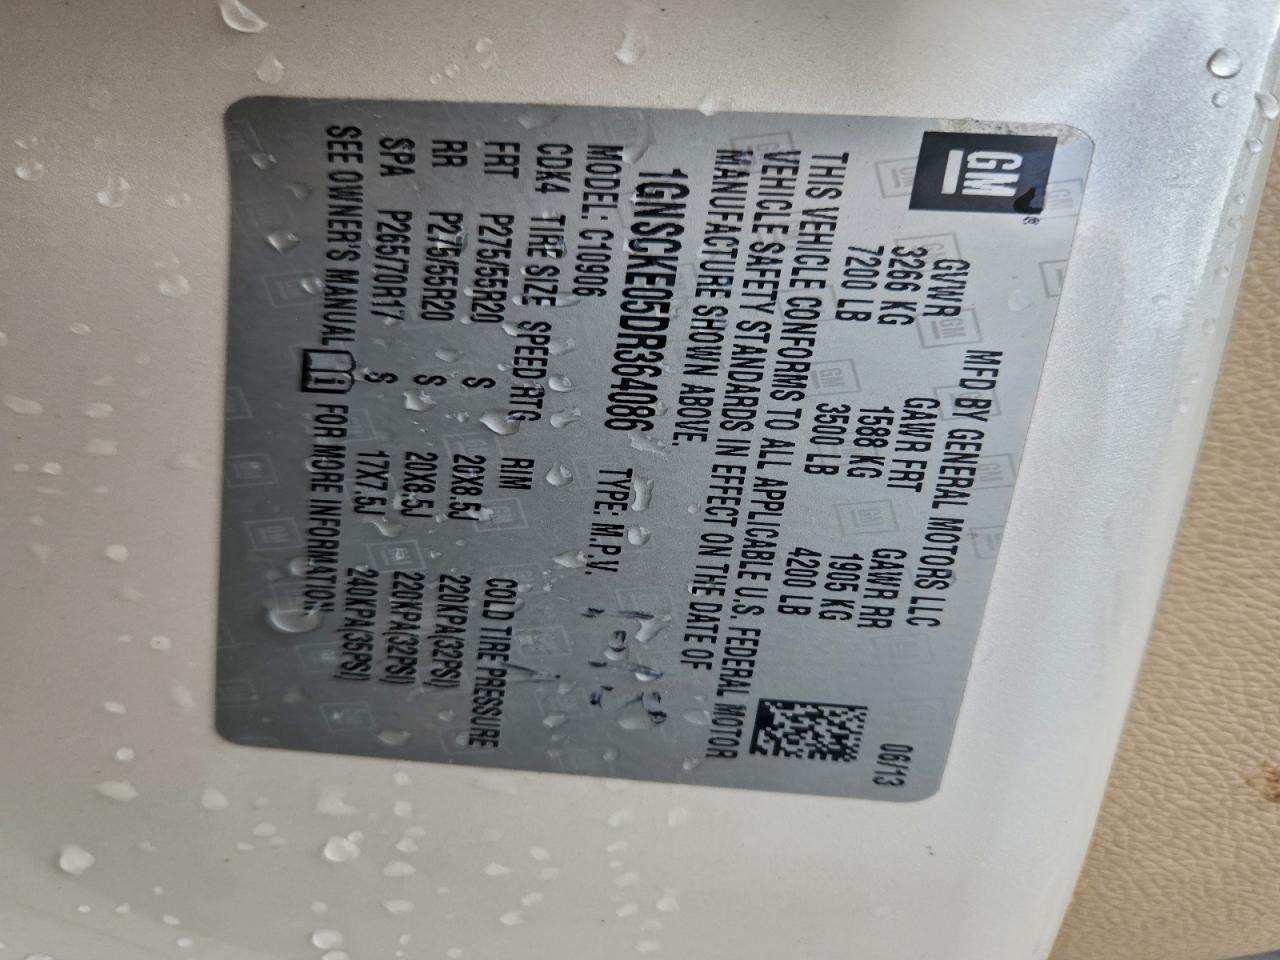 GM ®
MFD BY GENERAL MOTORS LLC 06/13
GVWR GAWR FRT GAWR RR
3266 KG 1588 KG 1905 KG
7200 LB 3500 LB 4200 LB
THIS VEHICLE CONFORMS TO ALL APPLICABLE U.S. FEDERAL MOTOR
VEHICLE SAFETY STANDARDS IN EFFECT ON THE DATE OF
MANUFACTURE SHOWN ABOVE.
1GNSCKE05DR364086 TYPE: M.P.V.
MODEL: C10906
CDK4 TIRE SIZE SPEED RTG RIM COLD TIRE PRESSURE
FRT P275/55R20 S 20X8.5J 220KPA(32PSI)
RR P275/55R20 S 20X8.5J 220KPA(32PSI)
SPA P265/70R17 S 17X7.5J 240KPA(35PSI)
SEE OWNER'S MANUAL FOR MORE INFORMATION.